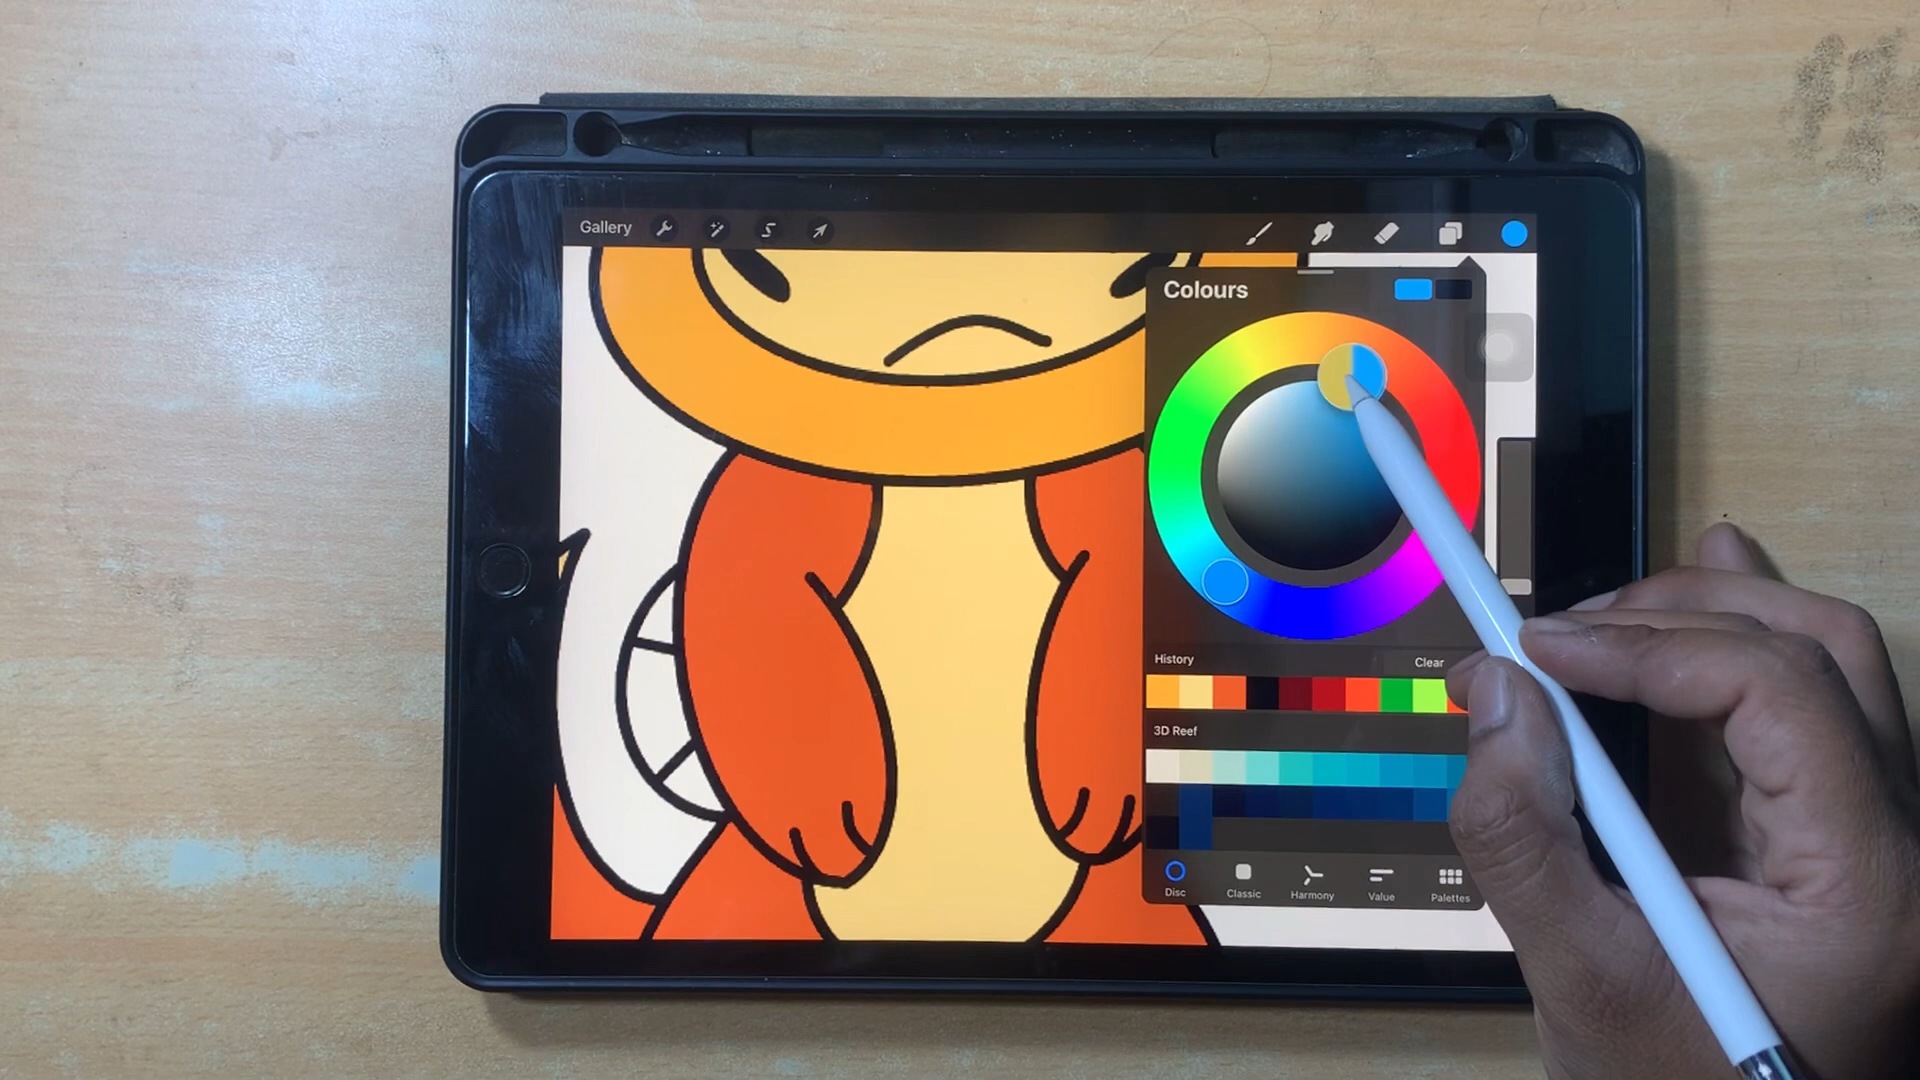 Gallery
Colours
History Clear
3D Reef
Disc Classic Harmony Value Palettes